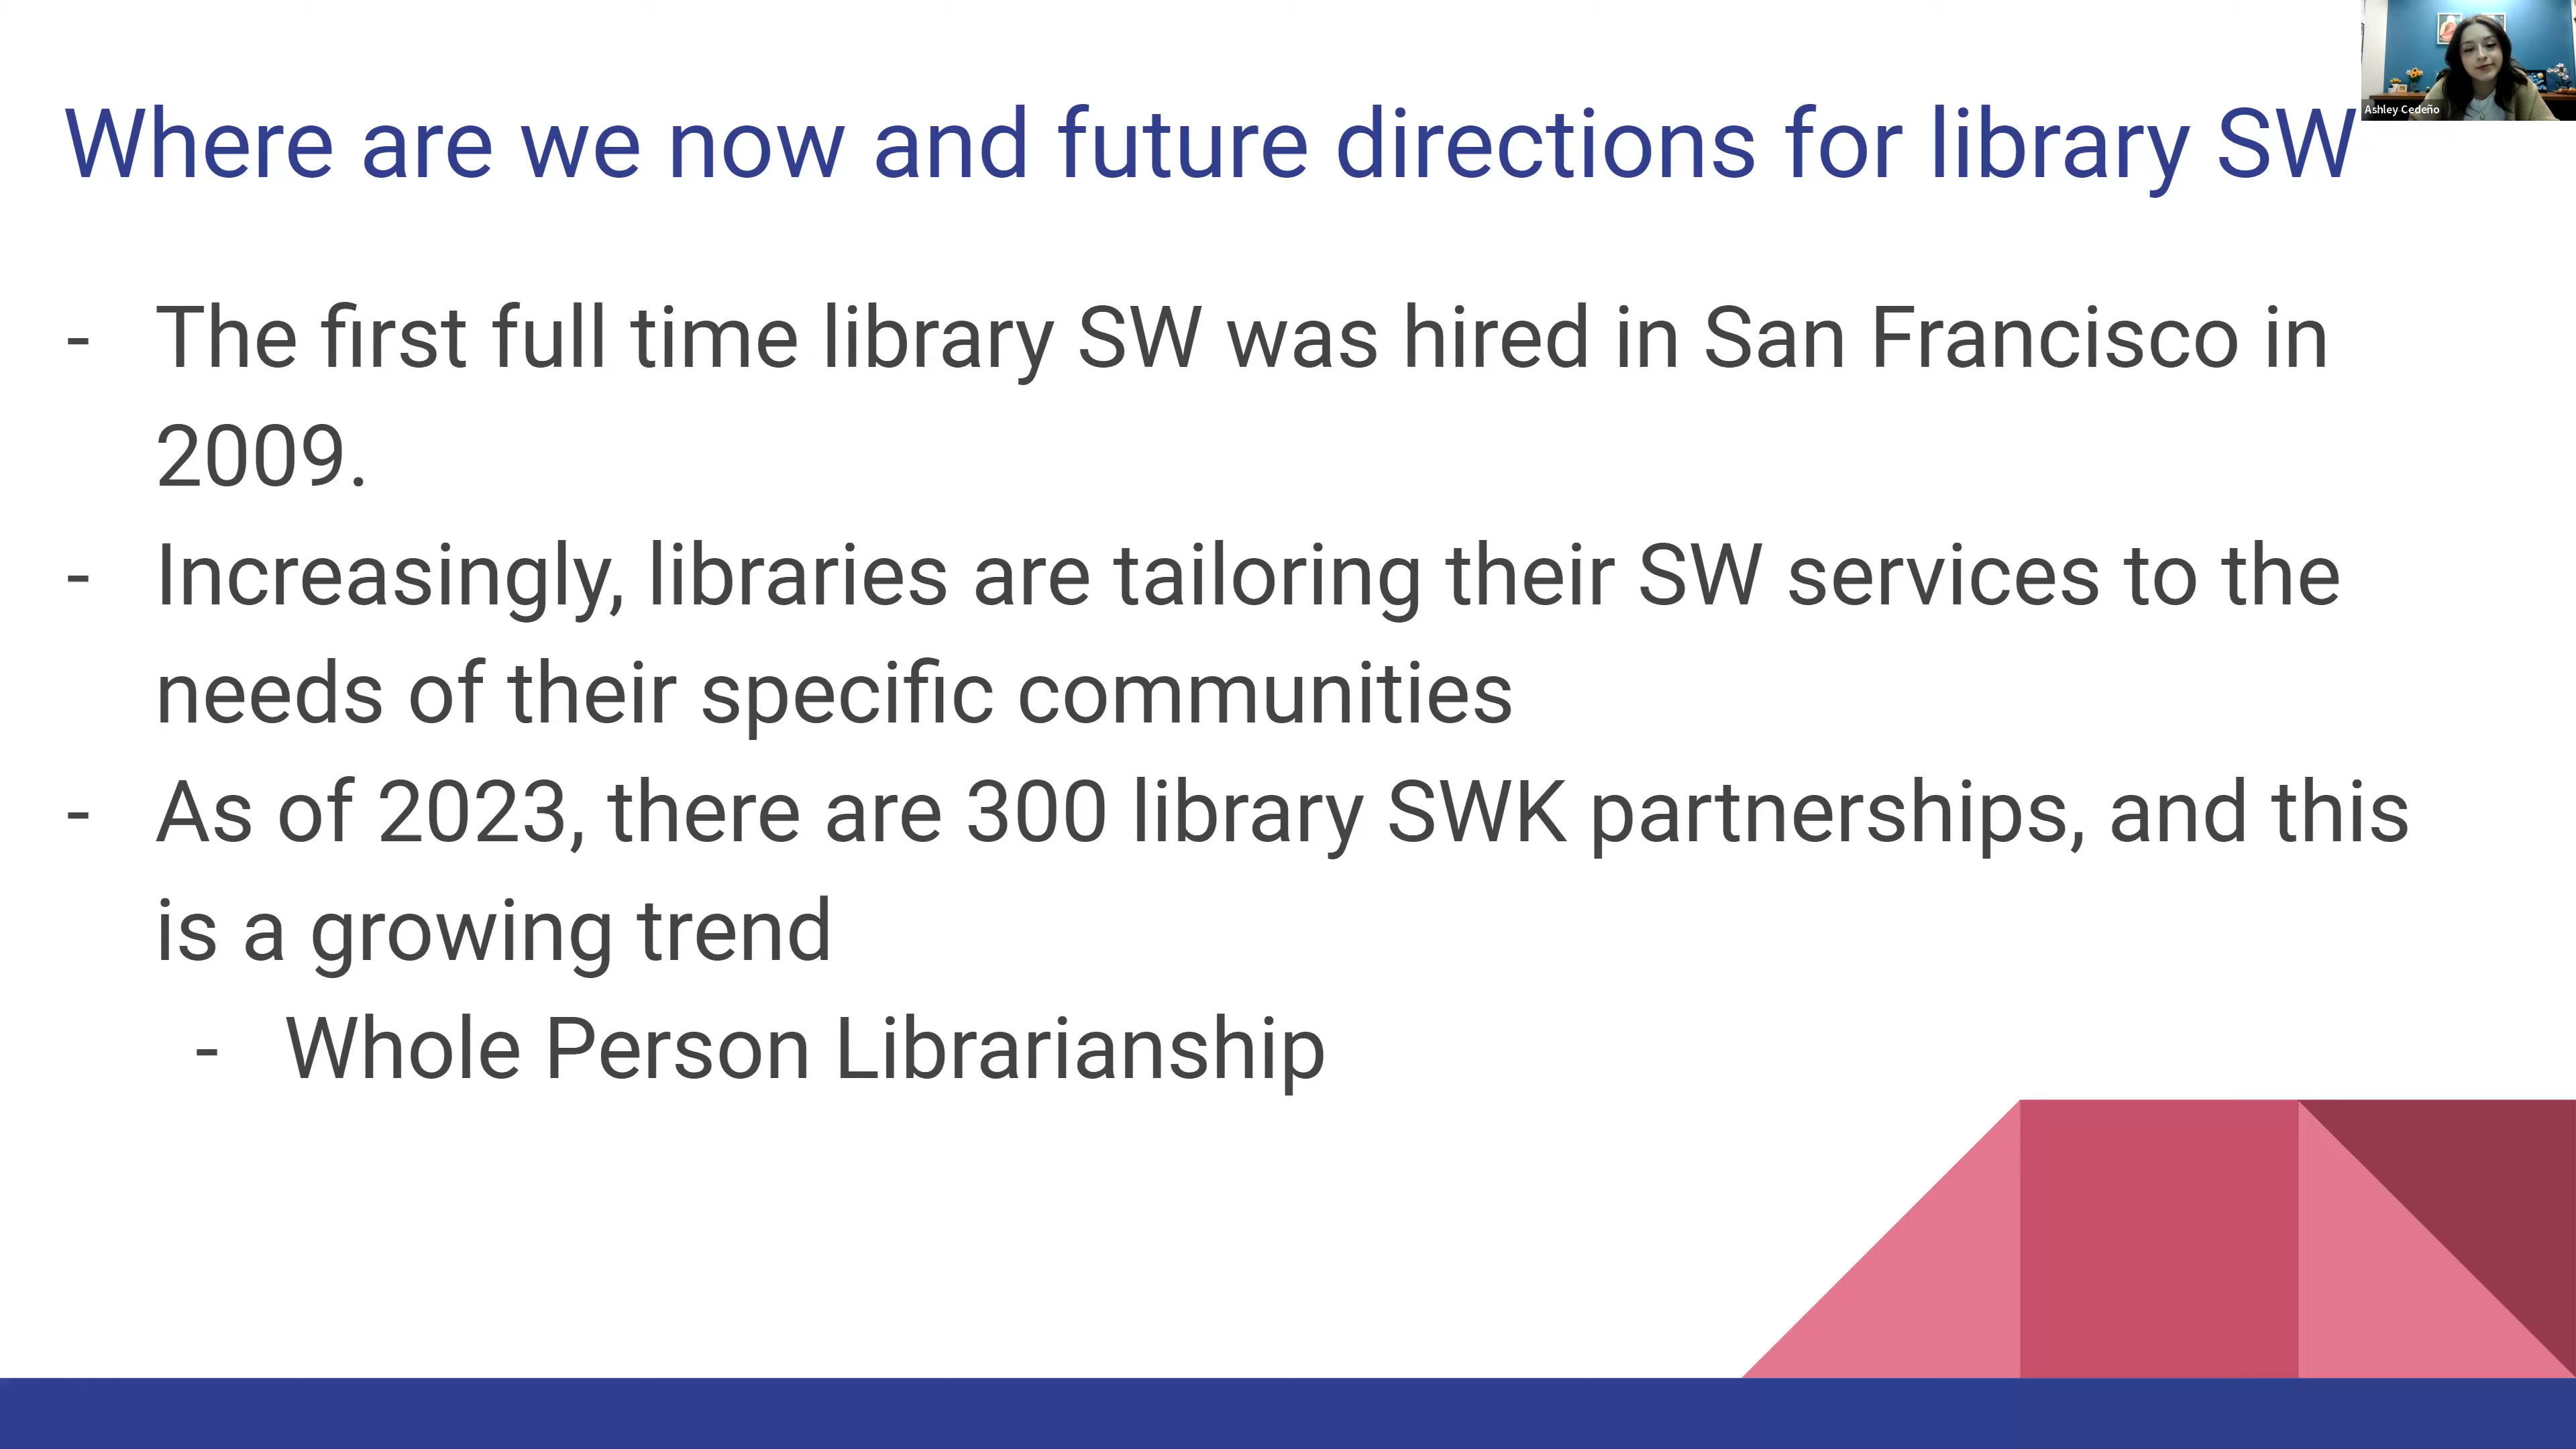 Where are we now and future directions for library SW
Ashley Cedeño
- The first full time library SW was hired in San Francisco in
2009.
- Increasingly, libraries are tailoring their SW services to the
needs of their specific communities
- As of 2023, there are 300 library SWK partnerships, and this
is a growing trend
- Whole Person Librarianship